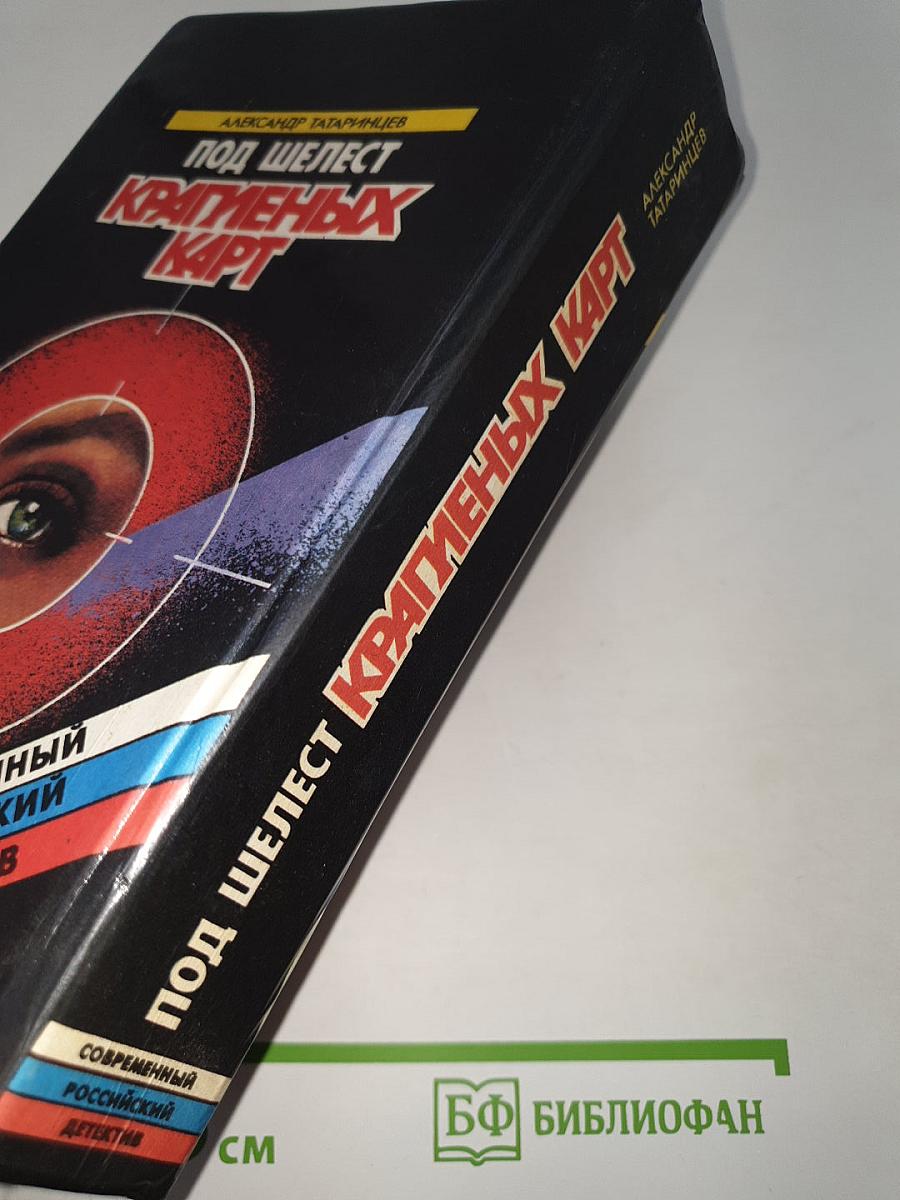 АЛЕКСАНДР ТАТАРИНЦЕВ
ПОД ШЕЛЕСТ
КРАПЛЕНЫХ
КАРТ
ННЫЙ
КИЙ
В
АЛЕКСАНДР
ТАТАРИНЦЕВ
ПОД ШЕЛЕСТ КРАПЛЕНЫХ КАРТ
СОВРЕМЕННЫЙ
РОССИЙСКИЙ
ДЕТЕКТИВ
см
БФ БИБЛИОФАН